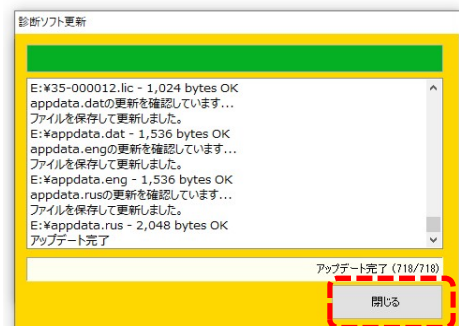 診断ソフト更新
E:¥35-000012.lic - 1,024 bytes OK
appdata.datの更新を確認しています...
ファイルを保存して更新しました。
E:¥appdata.dat - 1,536 bytes OK
appdata.engの更新を確認しています...
ファイルを保存して更新しました。
E:¥appdata.eng - 1,536 bytes OK
appdata.rusの更新を確認しています...
ファイルを保存して更新しました。
E:¥appdata.rus - 2,048 bytes OK
アップデート完了
アップデート完了 (718/718)
閉じる